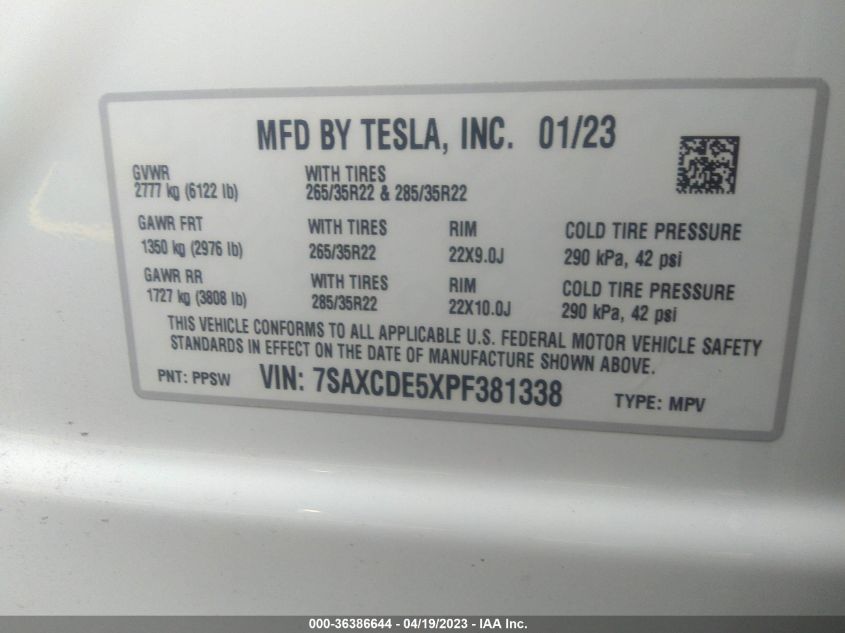 MFD BY TESLA, INC. 01/23
GVWR WITH TIRES
2777 kg (6122 lb) 265/35R22 & 285/35R22
GAWR FRT WITH TIRES RIM COLD TIRE PRESSURE
1350 kg (2976 lb) 265/35R22 22X9.0J 290 kPa, 42 psi
GAWR RR WITH TIRES RIM COLD TIRE PRESSURE
1727 kg (3808 lb) 285/35R22 22X10.0J 290 kPa, 42 psi
THIS VEHICLE CONFORMS TO ALL APPLICABLE U.S. FEDERAL MOTOR VEHICLE SAFETY
STANDARDS IN EFFECT ON THE DATE OF MANUFACTURE SHOWN ABOVE.
PNT: PPSW VIN: 7SAXCDE5XPF381338 TYPE: MPV
000-36386644 - 04/19/2023 - IAA Inc.